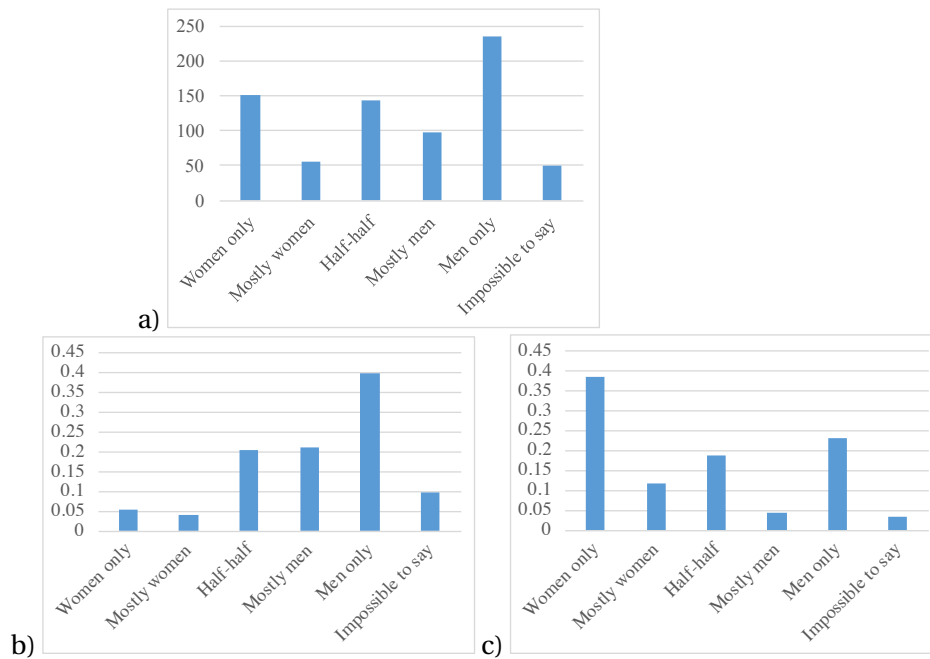 250
200
150
100
50
0
Women only
Mostly women
Half-half
Mostly men
Men only
Impossible to say
a)
0.45
0.4
0.35
0.3
0.25
0.2
0.15
0.1
0.05
0
Women only
Mostly women
Half-half
Mostly men
Men only
Impossible to say
b)
0.45
0.4
0.35
0.3
0.25
0.2
0.15
0.1
0.05
0
Women only
Mostly women
Half-half
Mostly men
Men only
Impossible to say
c)